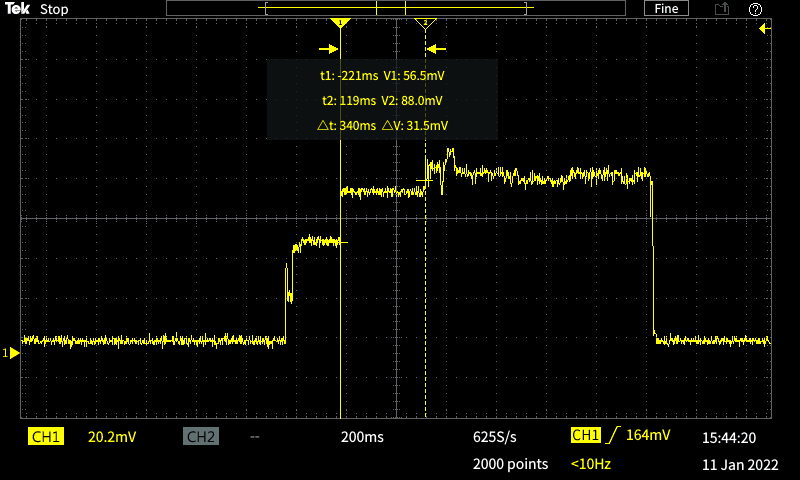 Tek Stop Fine
1 2
t1: -221ms V1: 56.5mV
t2: 119ms V2: 88.0mV
△t: 340ms △V: 31.5mV
1
CH1 20.2mV CH2 -- 200ms 625S/s CH1 164mV 15:44:20
2000 points <10Hz 11 Jan 2022